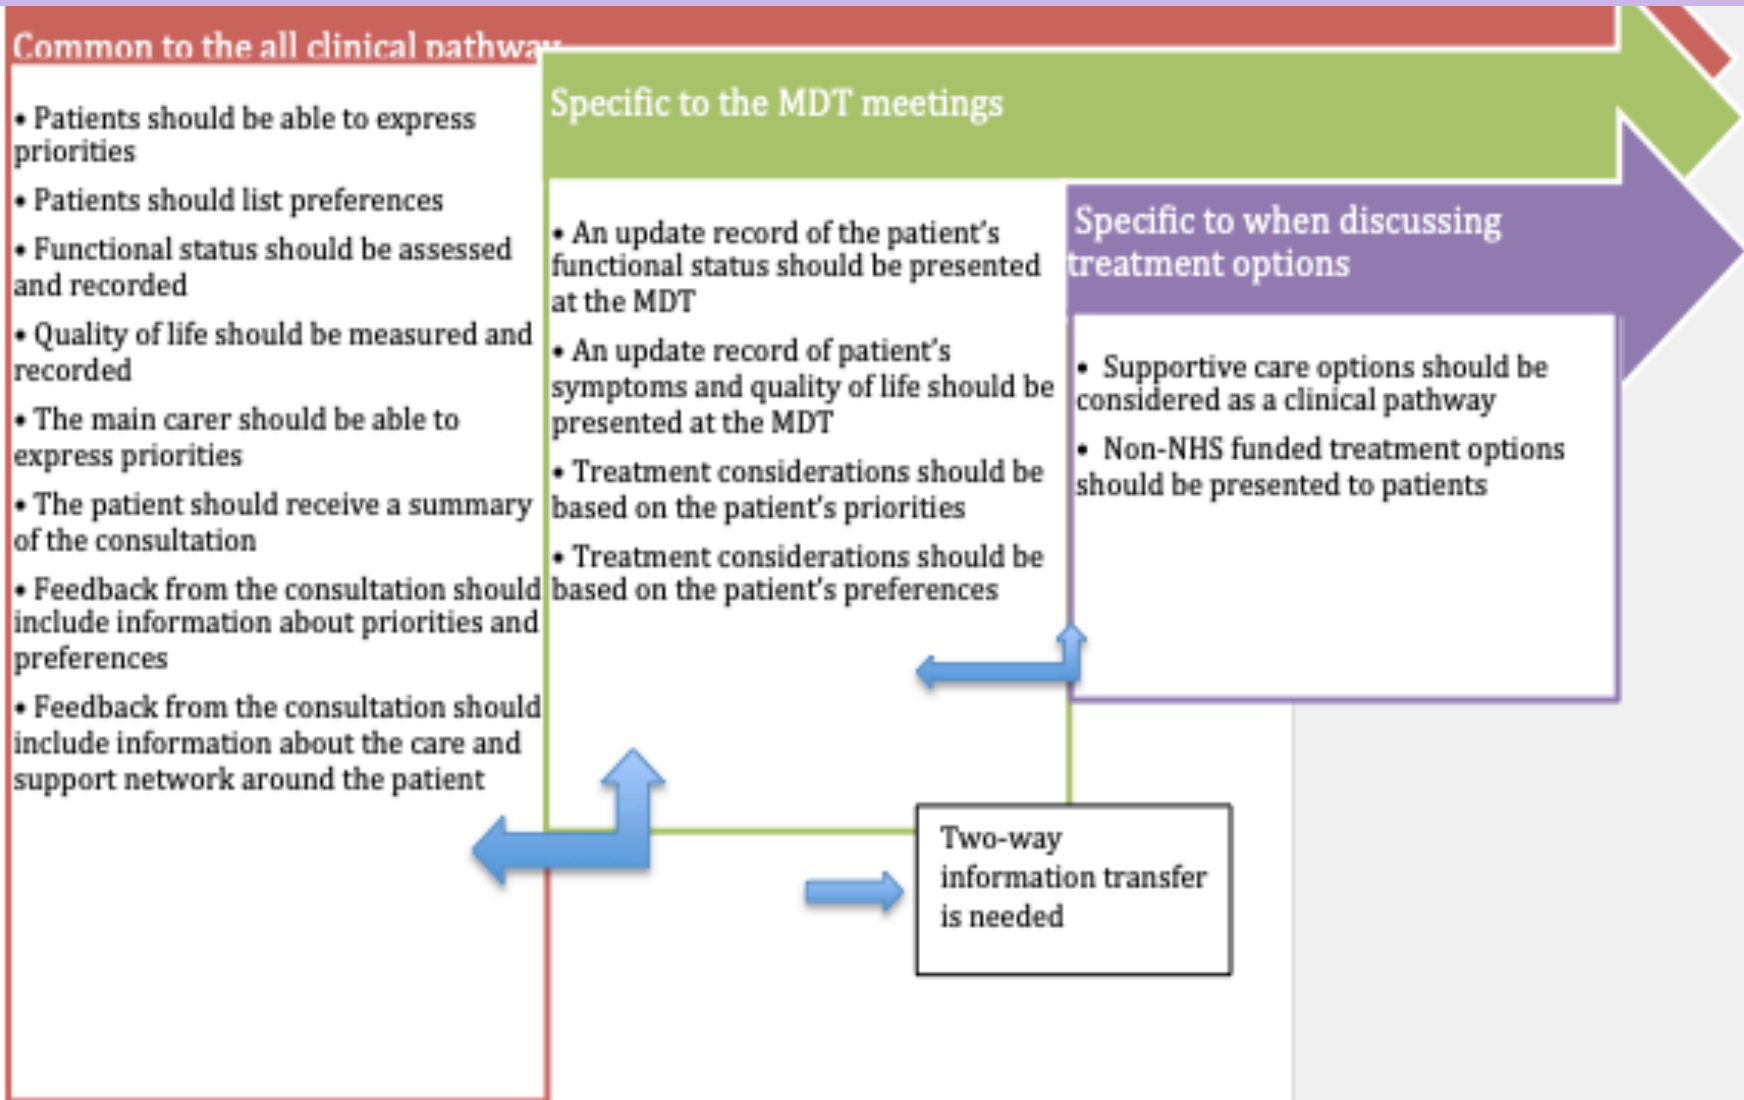 Common to the all clinical pathway
• Patients should be able to express
priorities
• Patients should list preferences
• Functional status should be assessed
and recorded
• Quality of life should be measured and
recorded
• The main carer should be able to
express priorities
• The patient should receive a summary
of the consultation
• Feedback from the consultation should
include information about priorities and
preferences
• Feedback from the consultation should
include information about the care and
support network around the patient
Specific to the MDT meetings
• An update record of the patient's
functional status should be presented
at the MDT
• An update record of patient's
symptoms and quality of life should be
presented at the MDT
• Treatment considerations should be
based on the patient's priorities
• Treatment considerations should be
based on the patient's preferences
Specific to when discussing
treatment options
• Supportive care options should be
considered as a clinical pathway
• Non-NHS funded treatment options
should be presented to patients
Two-way
information transfer
is needed